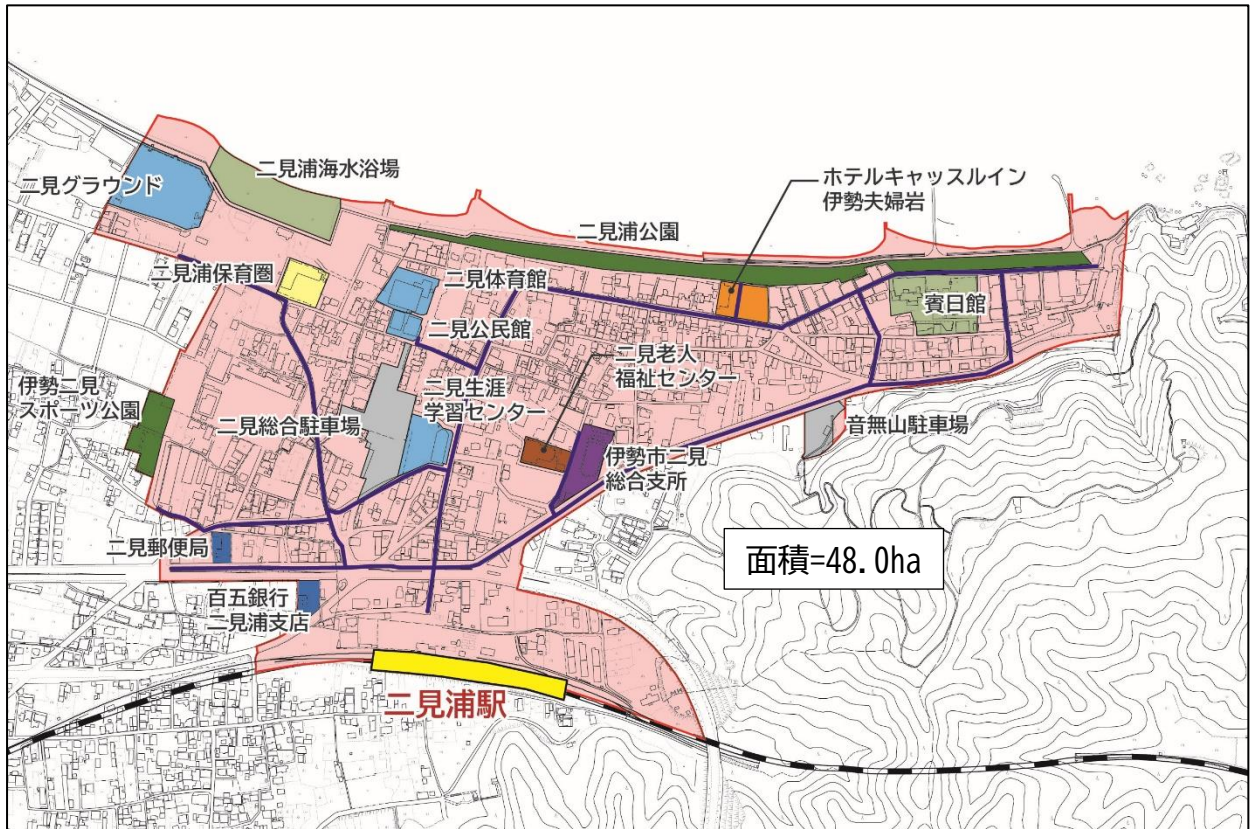 二見グラウンド
二見浦海水浴場
ホテルキャッスルイン
伊勢夫婦岩
二見浦公園
二見浦保育圏
二見体育館
二見公民館
賓日館
二見老人
福祉センター
伊勢二見
スポーツ公園
二見総合駐車場
二見生涯
学習センター
音無山駐車場
伊勢市二見
総合支所
二見郵便局
面積=48.0ha
百五銀行
二見浦支店
二見浦駅